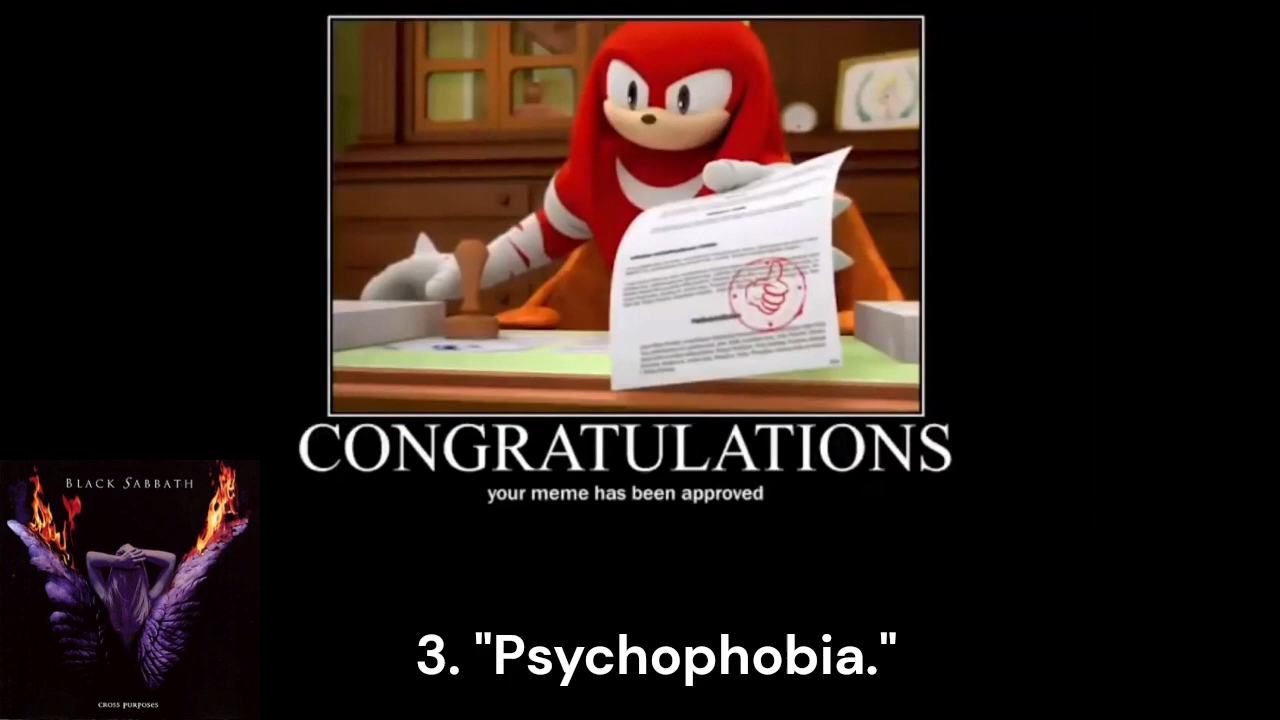 CONGRATULATIONS
your meme has been approved
BLACK SABBATH
CROSS PURPOSES
3. "Psychophobia."